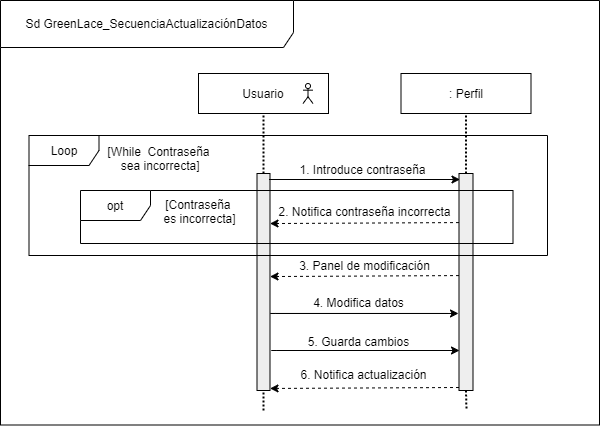 Sd GreenLace_SecuenciaActualizaciónDatos
Usuario
: Perfil
Loop
[While Contraseña
sea incorrecta]
1. Introduce contraseña
opt
[Contraseña
es incorrecta]
2. Notifica contraseña incorrecta
3. Panel de modificación
4. Modifica datos
5. Guarda cambios
6. Notifica actualización